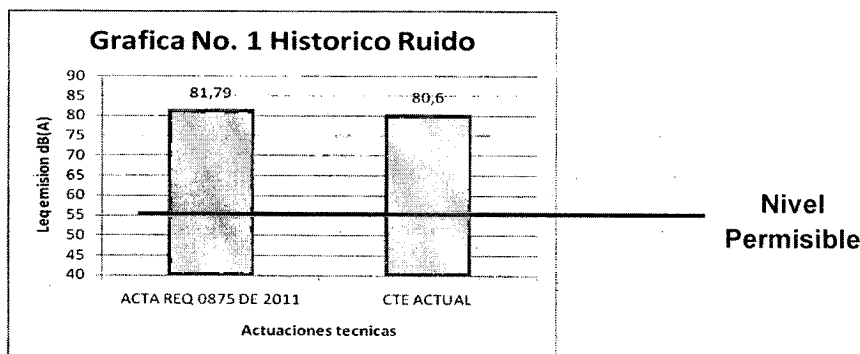 Grafica No. 1 Historico Ruido
Leq emision dB(A)
90
85
80
75
70
65
60
55
50
45
40
81,79
80,6
ACTA REQ 0875 DE 2011
CTE ACTUAL
Actuaciones tecnicas
Nivel
Permisible